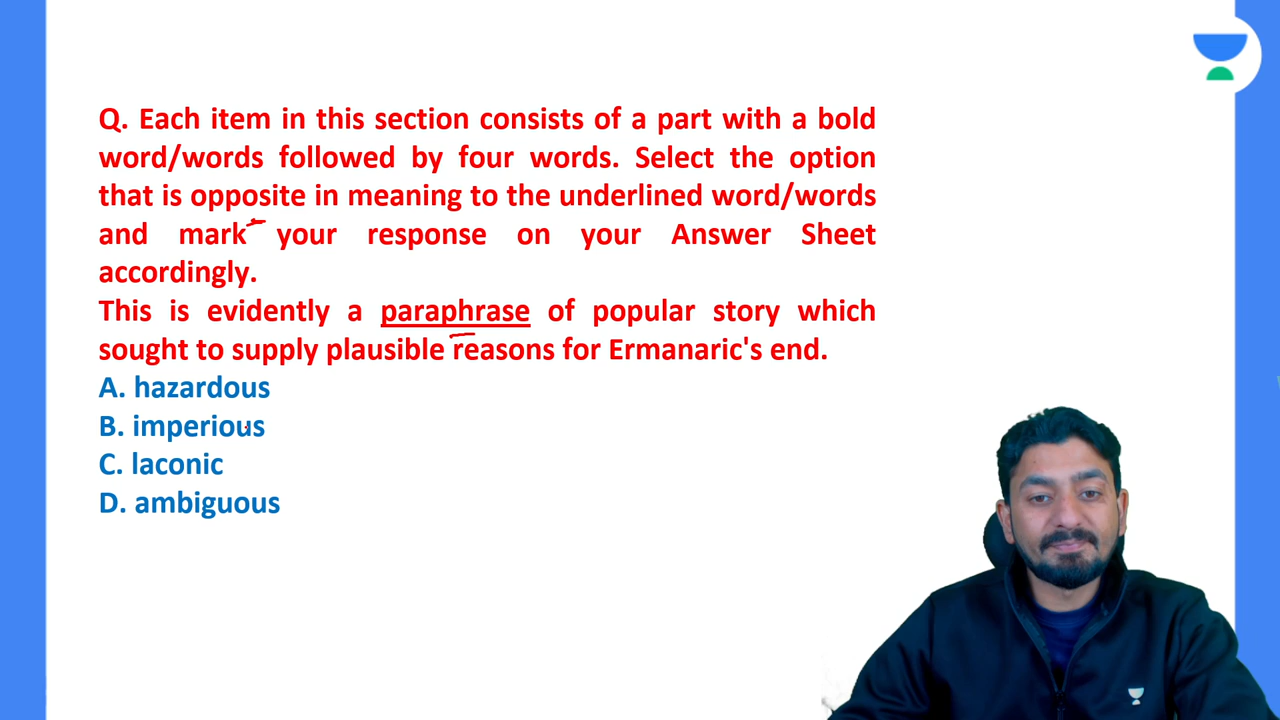 Q. Each item in this section consists of a part with a bold
word/words followed by four words. Select the option
that is opposite in meaning to the underlined word/words
and mark your response on your Answer Sheet
accordingly.
This is evidently a paraphrase of popular story which
sought to supply plausible reasons for Ermanaric's end.
A. hazardous
B. imperious
C. laconic
D. ambiguous